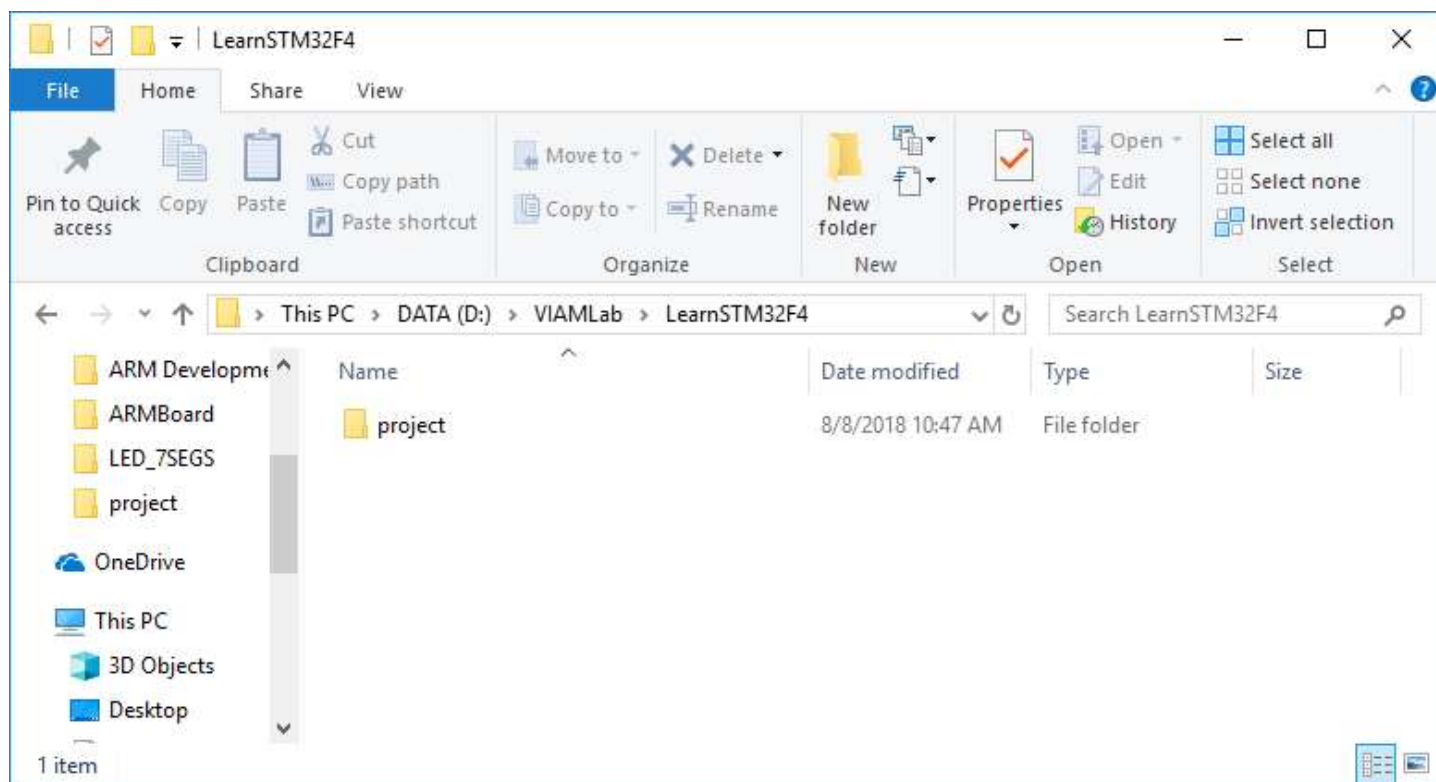 LearnSTM32F4
File Home Share View
Pin to Quick access Copy Paste Cut Copy path Paste shortcut
Move to Copy to Delete Rename
New folder
Properties Open Edit History
Select all Select none Invert selection
Clipboard Organize New Open Select
This PC > DATA (D:) > VIAMLab > LearnSTM32F4 Search LearnSTM32F4
Name Date modified Type Size
project 8/8/2018 10:47 AM File folder
ARM Developme
ARMBoard
LED_7SEGS
project
OneDrive
This PC
3D Objects
Desktop
1 item